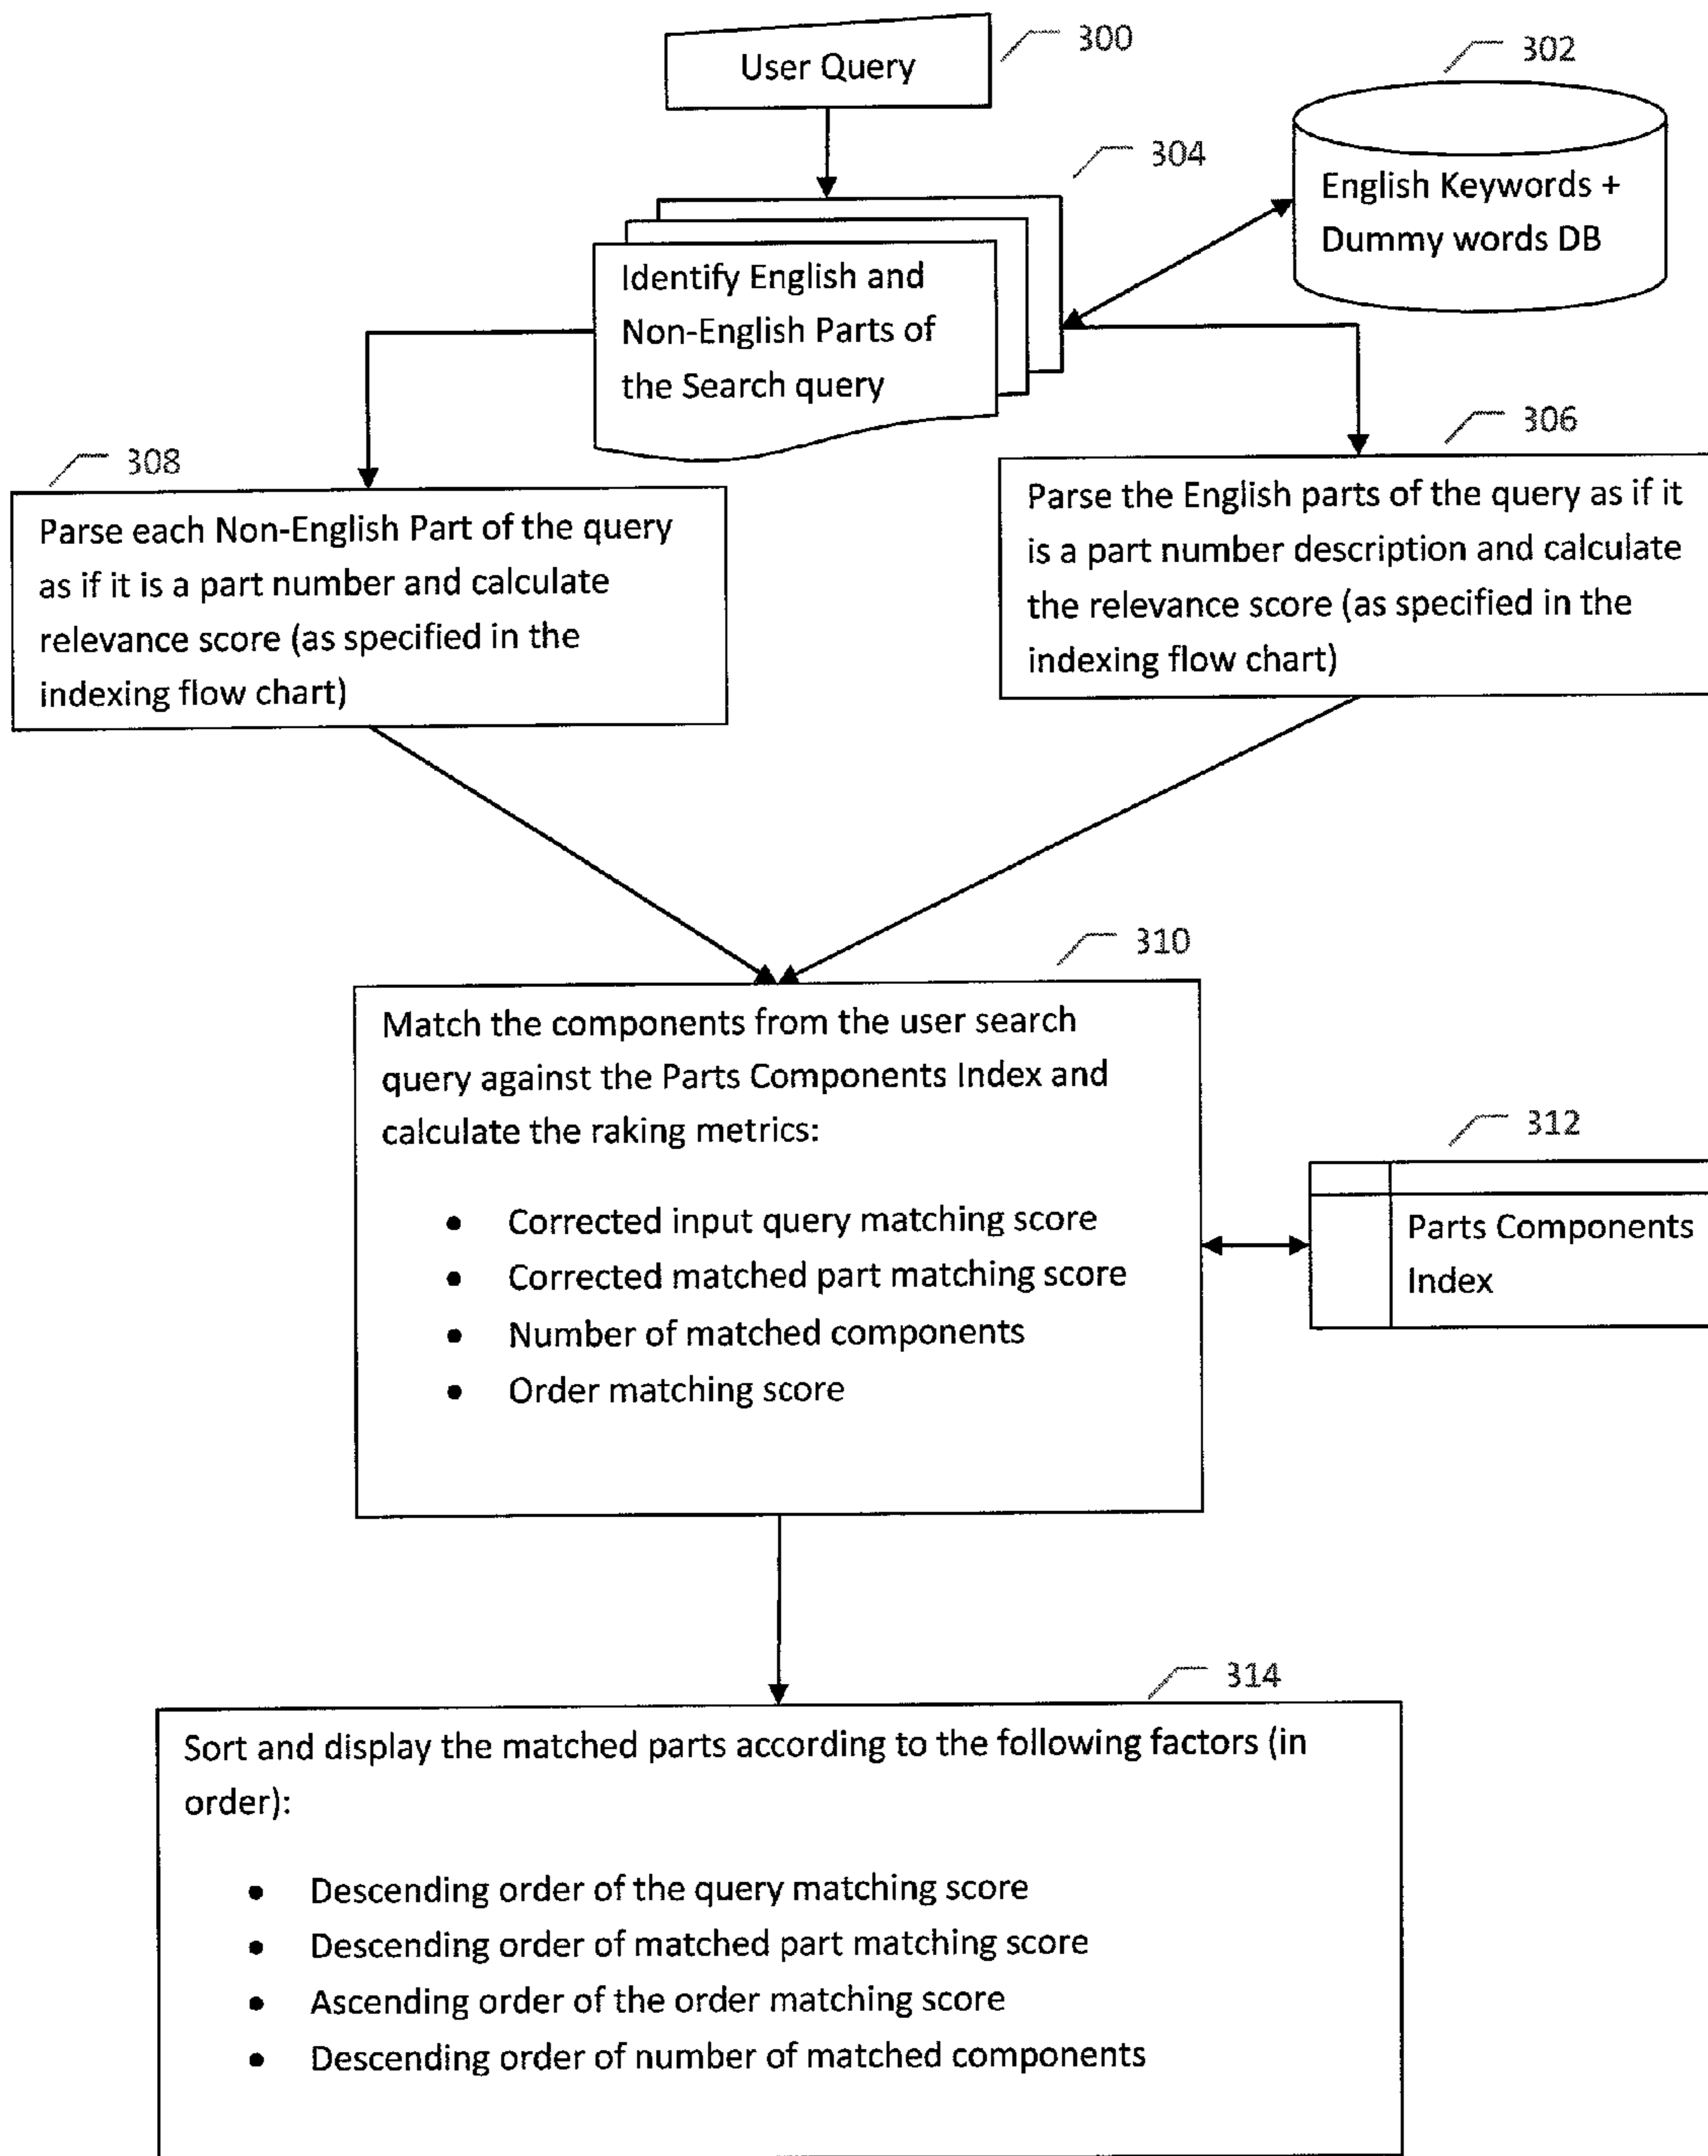 User Query
300
302
English Keywords +
Dummy words DB
304
Identify English and
Non-English Parts of
the Search query
308
Parse each Non-English Part of the query
as if it is a part number and calculate
relevance score (as specified in the
indexing flow chart)
306
Parse the English parts of the query as if it
is a part number description and calculate
the relevance score (as specified in the
indexing flow chart)
310
Match the components from the user search
query against the Parts Components Index and
calculate the raking metrics:
• Corrected input query matching score
• Corrected matched part matching score
• Number of matched components
• Order matching score
312
Parts Components
Index
314
Sort and display the matched parts according to the following factors (in
order):
• Descending order of the query matching score
• Descending order of matched part matching score
• Ascending order of the order matching score
• Descending order of number of matched components